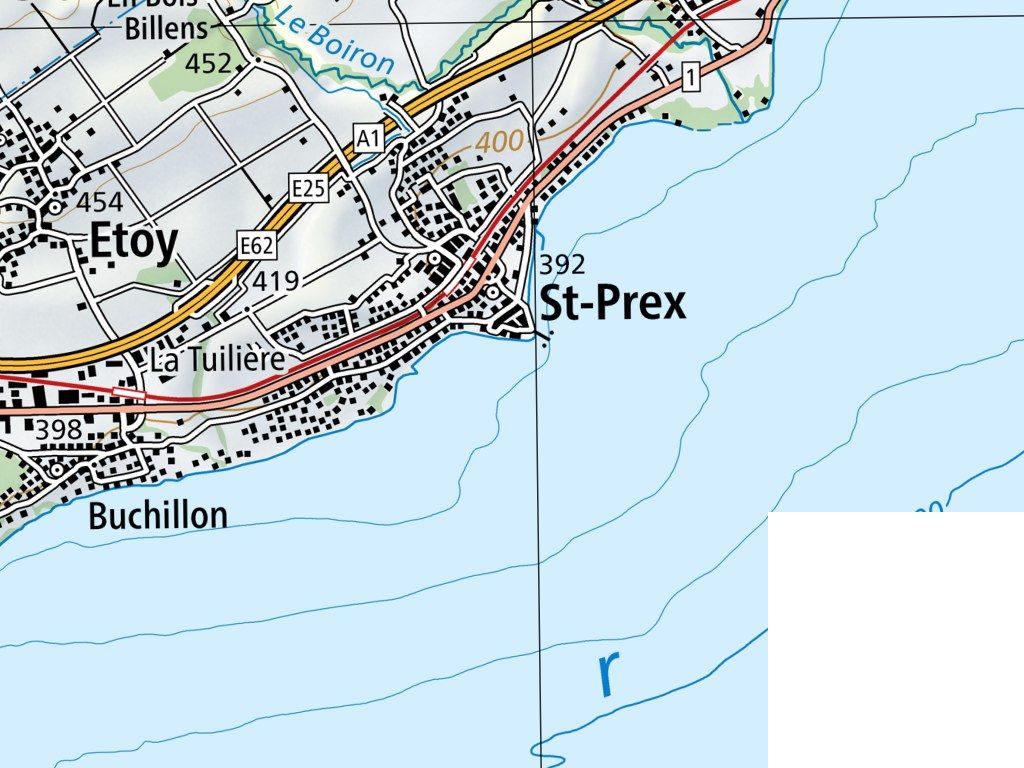 Billens
Le Boiron
452
1
A1
400
E25
454
Etoy
E62
392
419
St-Prex
La Tuilière
398
Buchillon
r